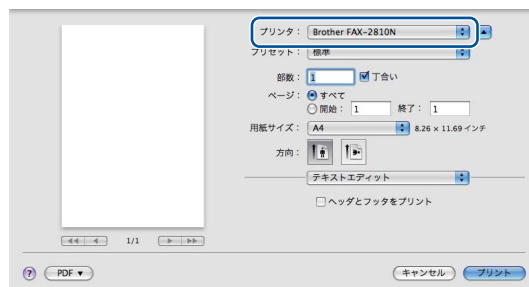 プリンタ： Brother FAX-2810N
プリセット： 標準
部数： 1 丁合い
ページ： すべて
開始： 1 終了： 1
用紙サイズ： A4 8.26 x 11.69 インチ
方向：
テキストエディット
ヘッダとフッタをプリント
1/1
? PDF ▼ キャンセル プリント